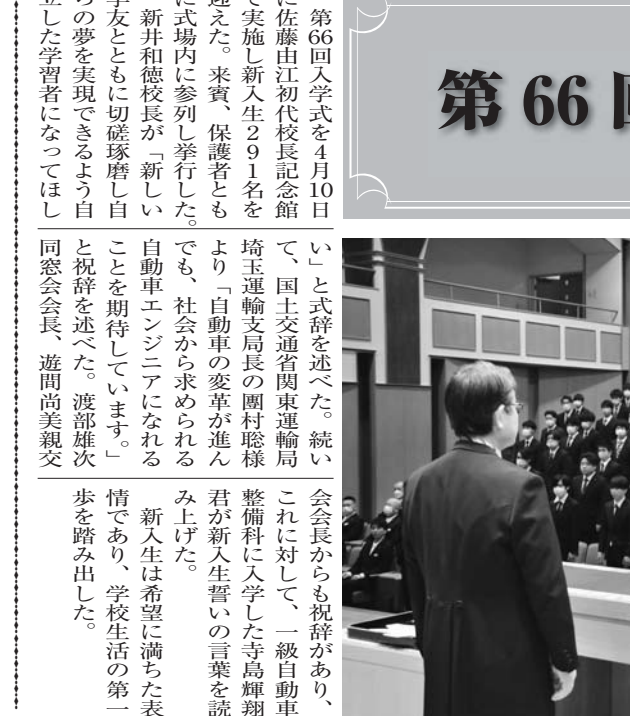 第66回
第66回入学式を4月10日
に佐藤由江初代校長記念館
で実施し新入生291名を
迎えた。来賓、保護者とも
に式場内に参列し挙行した。
新井和徳校長が「新しい
学友とともに切磋琢磨し自
らの夢を実現できるよう自
立した学習者になってほし
い」と式辞を述べた。続い
て、国土交通省関東運輸局
埼玉運輸支局長の團村聡様
より「自動車の変革が進ん
でも、社会から求められる
自動車エンジニアになれる
ことを期待しています。」
と祝辞を述べた。渡部雄次
同窓会会長、遊間尚美親交
会会長からも祝辞があり、
これに対して、一級自動車
整備科に入学した寺島輝翔
君が新入生誓いの言葉を読
み上げた。
新入生は希望に満ちた表
情であり、学校生活の第一
歩を踏み出した。